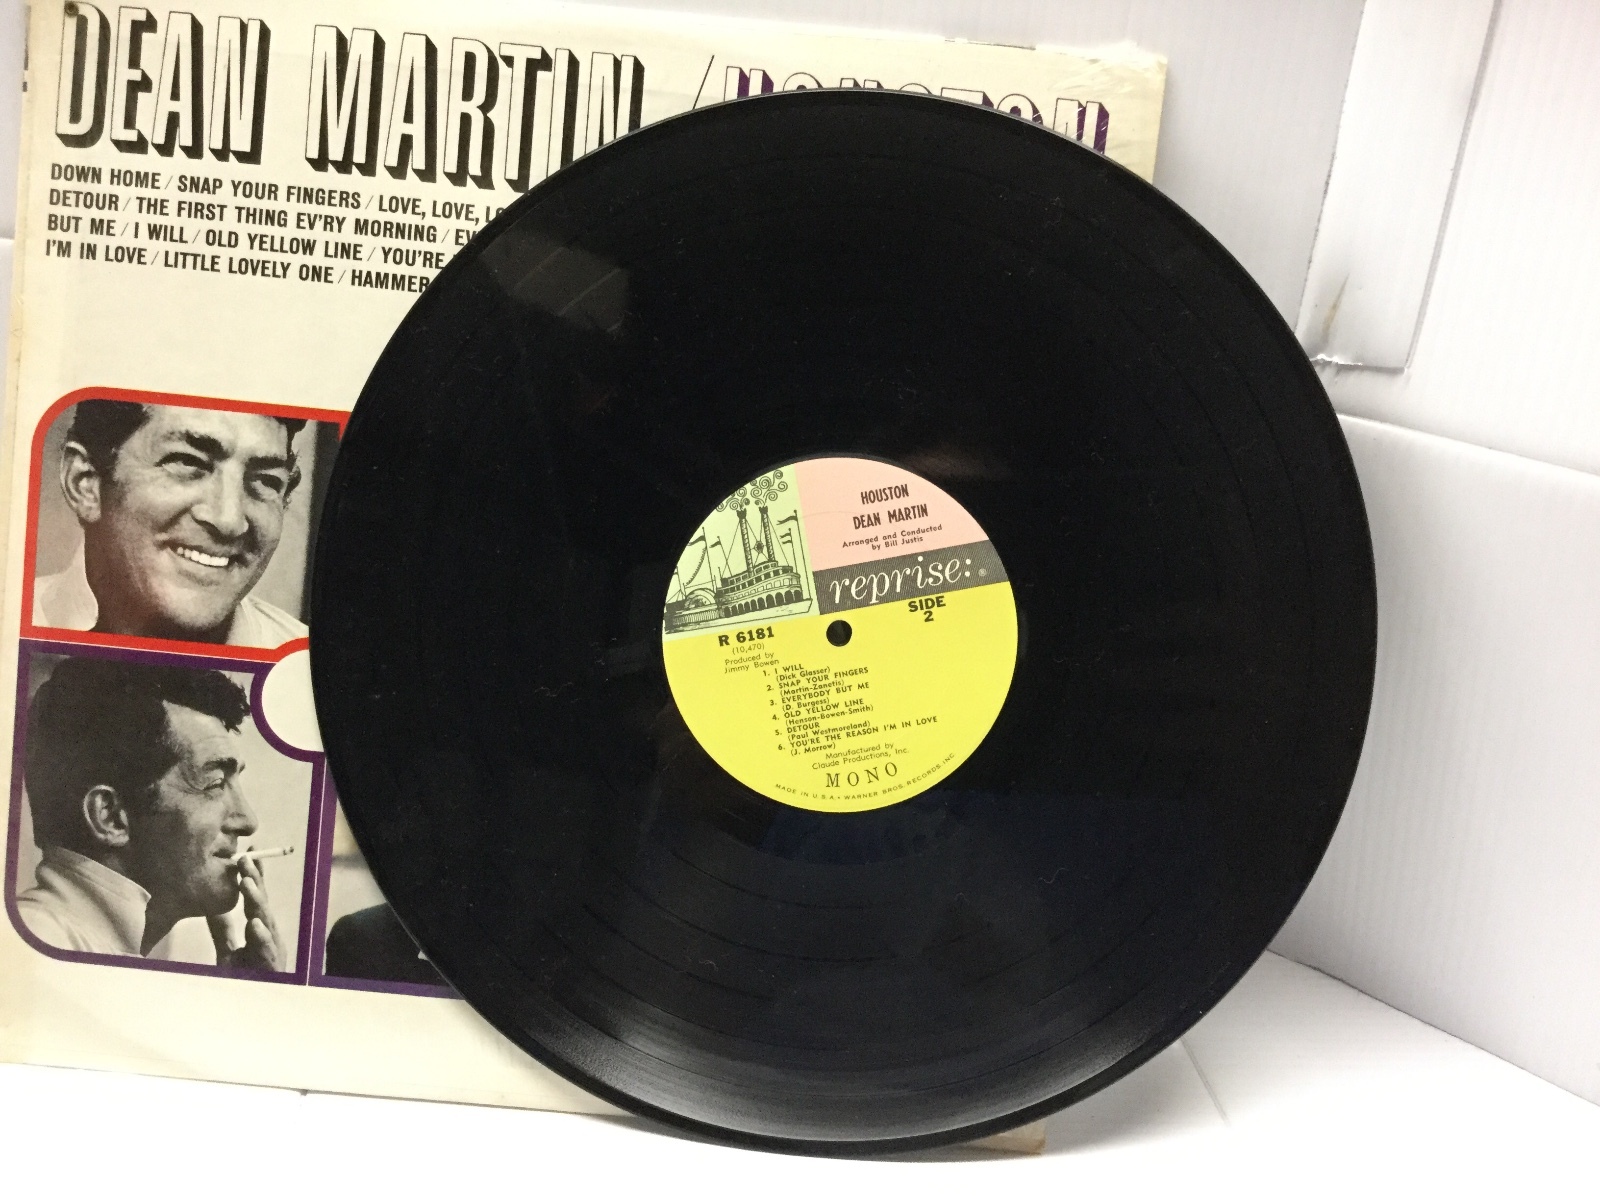 DEAN MARTIN / HOUSTON
DOWN HOME / SNAP YOUR FINGERS / LOVE, LOVE,
DETOUR / THE FIRST THING EV'RY MORNING /
BUT ME / I WILL / OLD YELLOW LINE / YOU'RE
I'M IN LOVE / LITTLE LOVELY ONE / HAMMER
HOUSTON
DEAN MARTIN
Arranged and Conducted
by Bill Justis
reprise:®
SIDE
2
R 6181
(10,470)
Produced by
Jimmy Bowen
1. I WILL
(Dick Glasser)
2. SNAP YOUR FINGERS
(Martin-Zanetis)
3. EVERYBODY BUT ME
(D. Burgess)
4. OLD YELLOW LINE
(Henson-Bowen-Smith)
5. DETOUR
(Paul Westmoreland)
6. YOU'RE THE REASON I'M IN LOVE
(J. Morrow)
Manufactured by
Claude Productions, Inc.
MONO
MADE IN U.S.A. • WARNER BROS. RECORDS, INC.